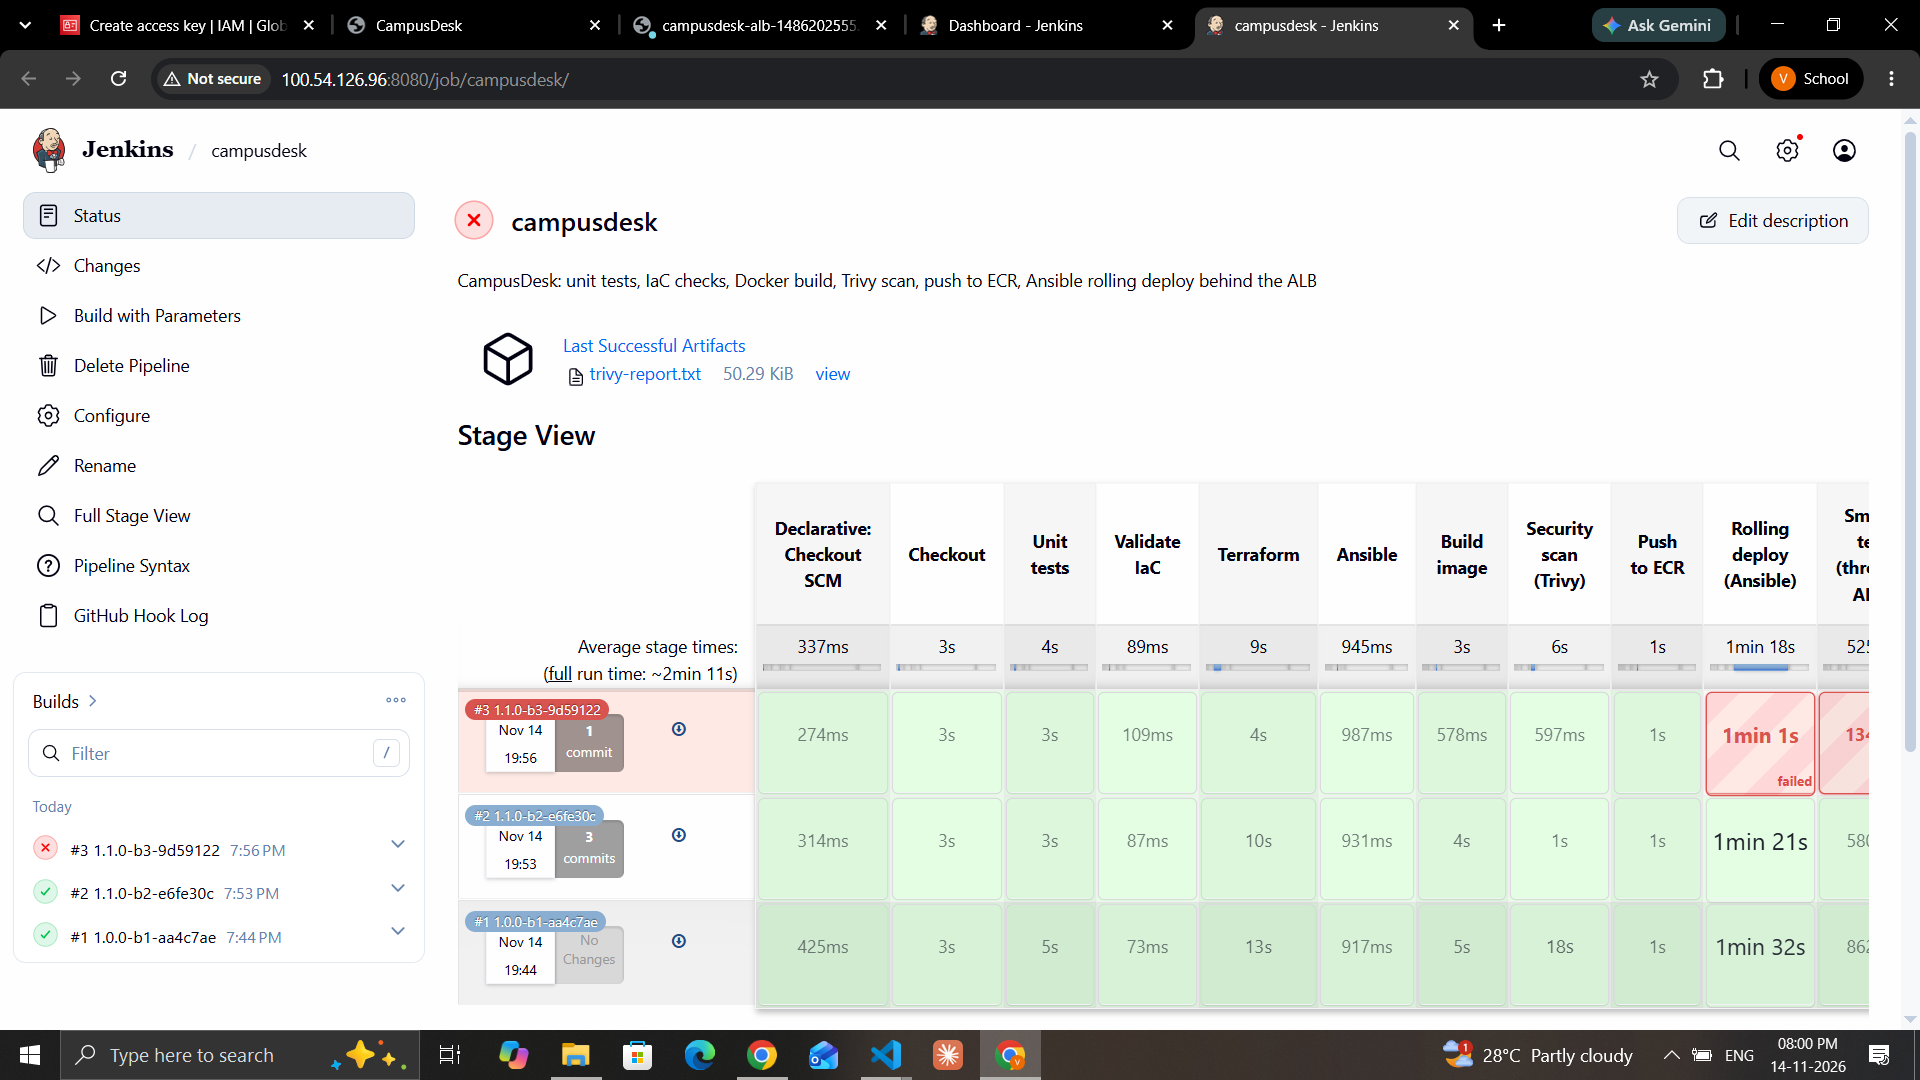 Create access key | IAM | Glob
CampusDesk
campusdesk-alb-1486202555.
Dashboard - Jenkins
campusdesk - Jenkins
Ask Gemini
Not secure
100.54.126.96:8080/job/campusdesk/
V School
Jenkins / campusdesk
Status
Changes
Build with Parameters
Delete Pipeline
Configure
Rename
Full Stage View
Pipeline Syntax
GitHub Hook Log
Builds
Filter /
Today
#3 1.1.0-b3-9d59122 7:56 PM
#2 1.1.0-b2-e6fe30c 7:53 PM
#1 1.0.0-b1-aa4c7ae 7:44 PM
campusdesk
Edit description
CampusDesk: unit tests, IaC checks, Docker build, Trivy scan, push to ECR, Ansible rolling deploy behind the ALB
Last Successful Artifacts
trivy-report.txt 50.29 KiB view
Stage View
Declarative: Checkout SCM
Checkout
Unit tests
Validate IaC
Terraform
Ansible
Build image
Security scan (Trivy)
Push to ECR
Rolling deploy (Ansible)
Average stage times:
(full run time: ~2min 11s)
337ms 3s 4s 89ms 9s 945ms 3s 6s 1s 1min 18s
#3 1.1.0-b3-9d59122
Nov 14
19:56
1
commit
274ms 3s 3s 109ms 4s 987ms 578ms 597ms 1s 1min 1s
failed
#2 1.1.0-b2-e6fe30c
Nov 14
19:53
3
commits
314ms 3s 3s 87ms 10s 931ms 4s 1s 1s 1min 21s
#1 1.0.0-b1-aa4c7ae
Nov 14
19:44
No
Changes
425ms 3s 5s 73ms 13s 917ms 5s 18s 1s 1min 32s
Type here to search
1
28°C Partly cloudy
ENG
08:00 PM
14-11-2026